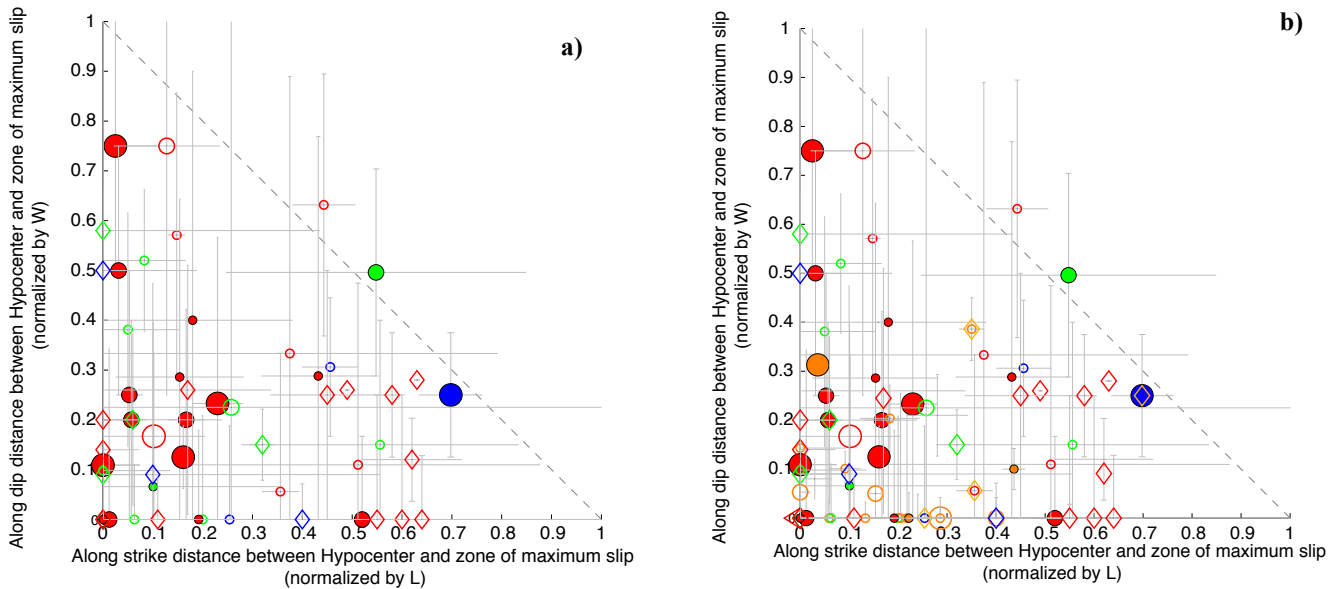 a)
Along dip distance between Hypocenter and zone of maximum slip
(normalized by W)
1
0.9
0.8
0.7
0.6
0.5
0.4
0.3
0.2
0.1
0
0 0.1 0.2 0.3 0.4 0.5 0.6 0.7 0.8 0.9 1
Along strike distance between Hypocenter and zone of maximum slip
(normalized by L)
b)
Along dip distance between Hypocenter and zone of maximum slip
(normalized by W)
1
0.9
0.8
0.7
0.6
0.5
0.4
0.3
0.2
0.1
0
0 0.1 0.2 0.3 0.4 0.5 0.6 0.7 0.8 0.9 1
Along strike distance between Hypocenter and zone of maximum slip
(normalized by L)